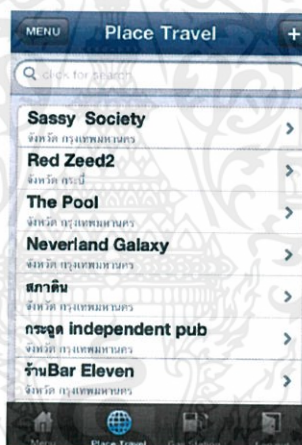 MENU Place Travel +
click for search
Sassy Society
จังหวัด กรุงเทพมหานคร
Red Zeed2
จังหวัด กระบี่
The Pool
จังหวัด กรุงเทพมหานคร
Neverland Galaxy
จังหวัด กรุงเทพมหานคร
สภาดิน
จังหวัด กรุงเทพมหานคร
กระจูด independent pub
จังหวัด กรุงเทพมหานคร
ร้านBar Eleven
จังหวัด กรุงเทพมหานคร
Menu Place Travel